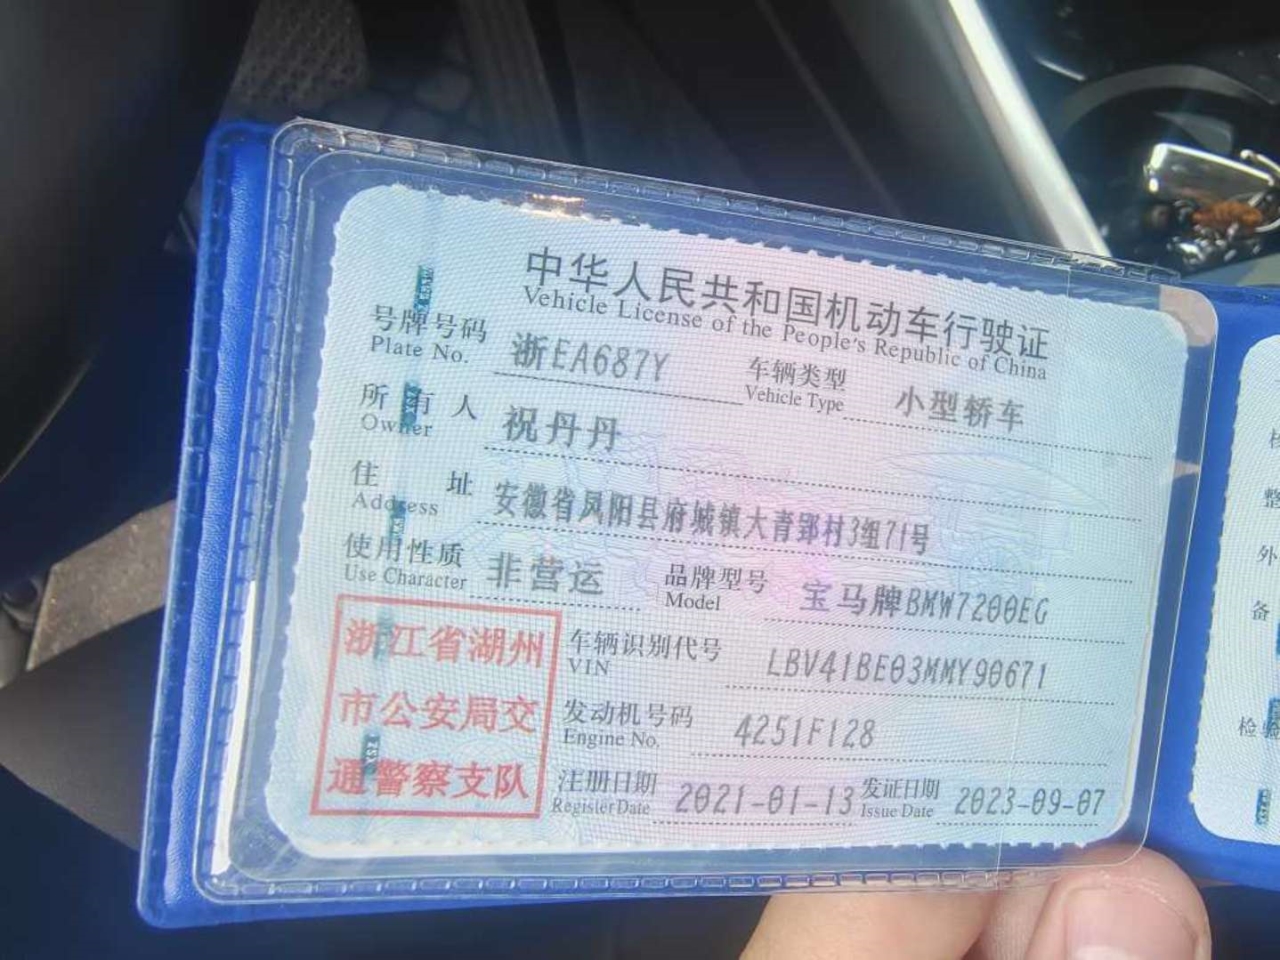 中华人民共和国机动车行驶证
Vehicle License of the People's Republic of China
号牌号码 浙EA687Y 车辆类型 小型轿车
Plate No. Vehicle Type
所有人 祝丹丹
Owner
住址 安徽省凤阳县府城镇大青郢村3组71号
Address
使用性质 非营运 品牌型号 宝马牌BMW7200EG
Use Character Model
浙江省湖州
市公安局交
通警察支队
车辆识别代号 LBV41BE03MMY90671
VIN
发动机号码 4251F128
Engine No.
注册日期 2021-01-13 发证日期 2023-09-07
Register Date Issue Date
整
外
备
检验